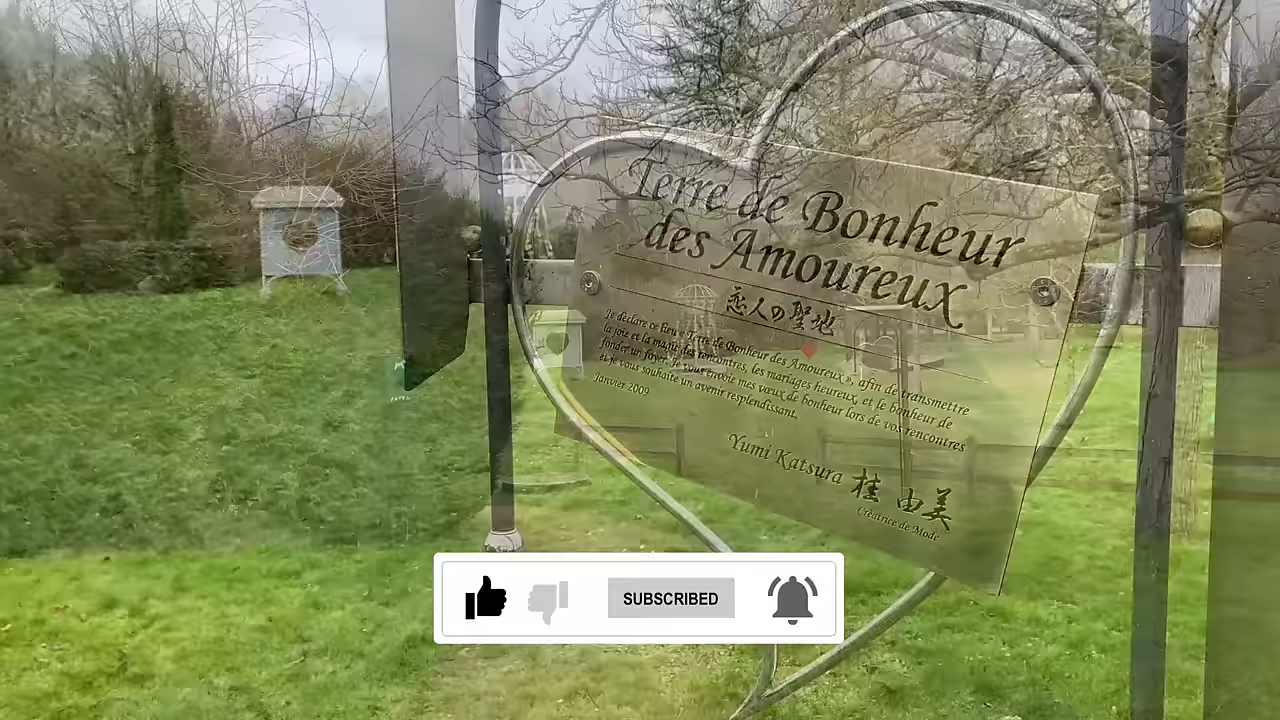 Terre de Bonheur
des Amoureux
恋人の聖地
Je déclare ce lieu « Terre de Bonheur des Amoureux », afin de transmettre
la joie et la magie des rencontres, les mariages heureux, et le bonheur de
fonder un foyer. Je vous envoie mes vœux de bonheur lors de vos rencontres
et je vous souhaite un avenir resplendissant.
Janvier 2009
Yumi Katsura 桂 由美
Créatrice de Mode
SUBSCRIBED